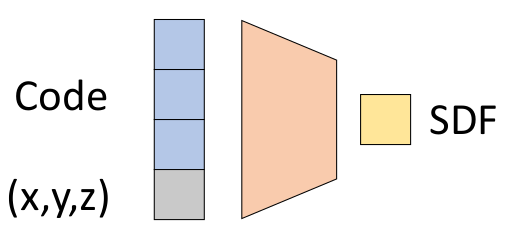 Code
SDF
(x,y,z)